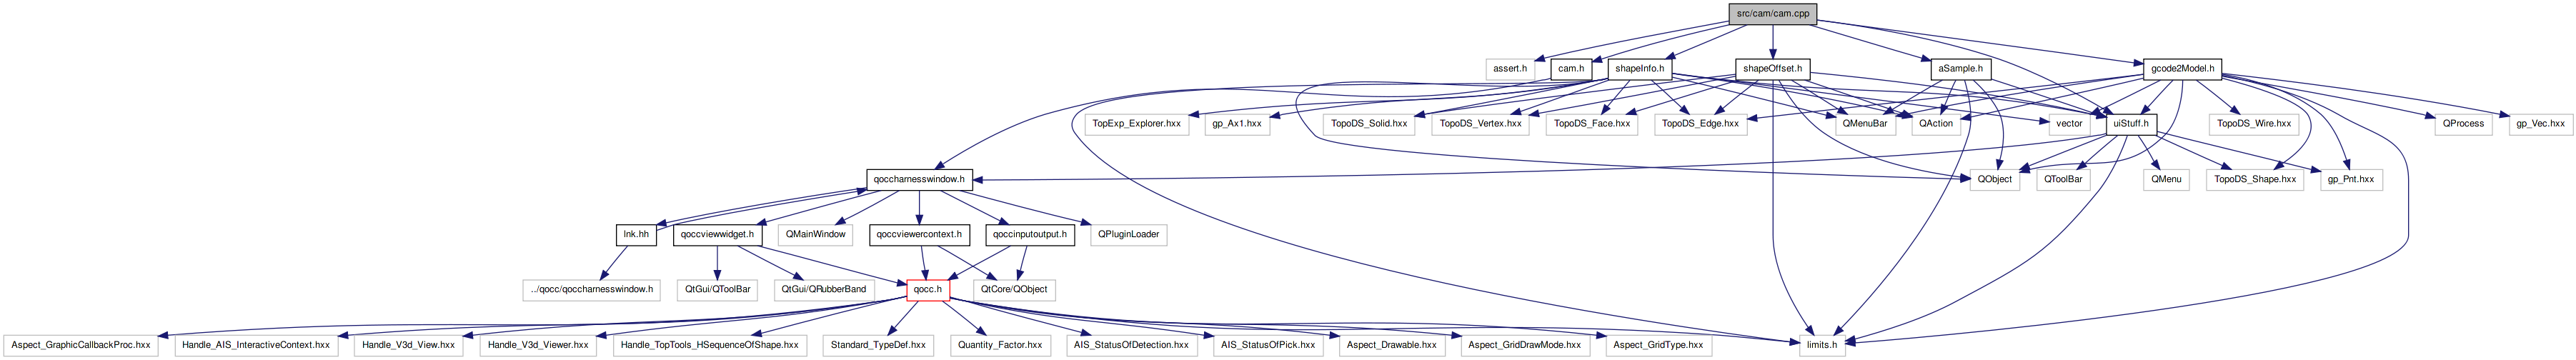 src/cam/cam.cpp
assert.h
cam.h
shapeInfo.h
shapeOffset.h
aSample.h
gcode2Model.h
TopExp_Explorer.hxx
gp_Ax1.hxx
TopoDS_Solid.hxx
TopoDS_Vertex.hxx
TopoDS_Face.hxx
TopoDS_Edge.hxx
QMenuBar
QAction
vector
uiStuff.h
TopoDS_Wire.hxx
QProcess
gp_Vec.hxx
qoccharnesswindow.h
QObject
QToolBar
QMenu
TopoDS_Shape.hxx
gp_Pnt.hxx
lnk.hh
qoccviewwidget.h
QMainWindow
qoccviewercontext.h
qoccinputoutput.h
QPluginLoader
../qocc/qoccharnesswindow.h
QtGui/QToolBar
QtGui/QRubberBand
qocc.h
QtCore/QObject
Aspect_GraphicCallbackProc.hxx
Handle_AIS_InteractiveContext.hxx
Handle_V3d_View.hxx
Handle_V3d_Viewer.hxx
Handle_TopTools_HSequenceOfShape.hxx
Standard_TypeDef.hxx
Quantity_Factor.hxx
AIS_StatusOfDetection.hxx
AIS_StatusOfPick.hxx
Aspect_Drawable.hxx
Aspect_GridDrawMode.hxx
Aspect_GridType.hxx
limits.h